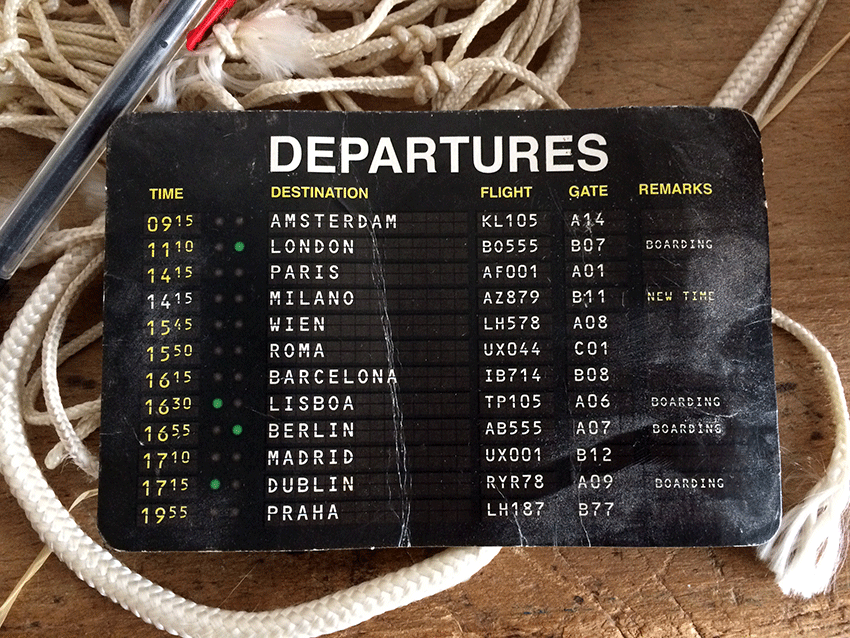 DEPARTURES
TIME DESTINATION FLIGHT GATE REMARKS
0915 AMSTERDAM KL105 A14
1110 LONDON BO555 B07 BOARDING
1415 PARIS AF001 A01
1415 MILANO AZ879 B11 NEW TIME
1545 WIEN LH578 A08
1550 ROMA UX044 C01
1615 BARCELONA IB714 B08
1630 LISBOA TP105 A06 BOARDING
1655 BERLIN AB555 A07 BOARDING
1710 MADRID UX001 B12
1715 DUBLIN RYR78 A09 BOARDING
1955 PRAHA LH187 B77